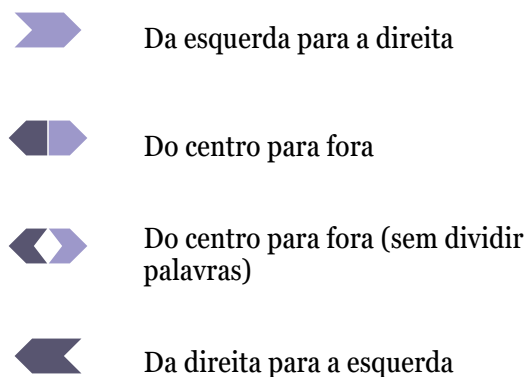 Da esquerda para a direita
Do centro para fora
Do centro para fora (sem dividir
palavras)
Da direita para a esquerda